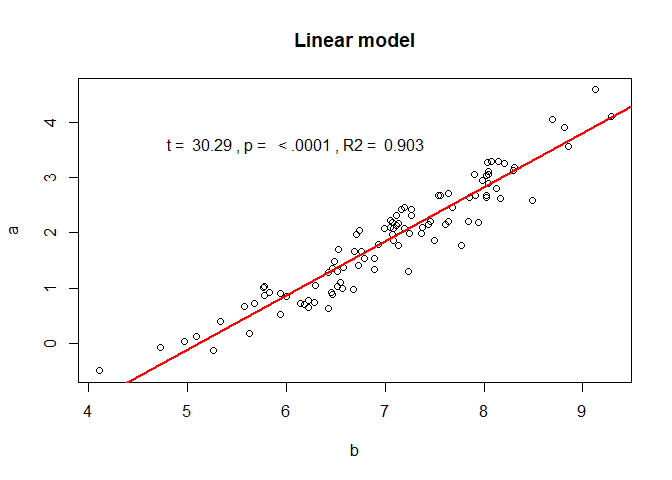 Linear model
t = 30.29 , p = < .0001 , R2 = 0.903
a
4
3
2
1
0
4 5 6 7 8 9
b